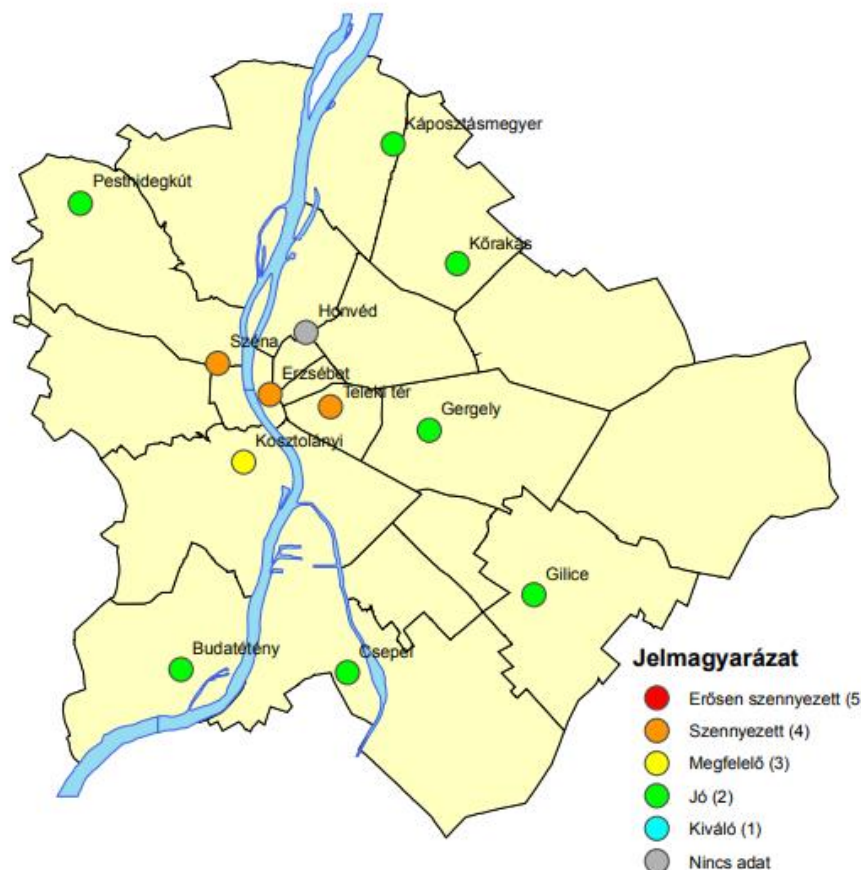 Káposztásmegyer
Pesthidegkút
Kőrakás
Honvéd
Széna
Erzsébet
Teleki tér
Gergely
Kosztolányi
Gilice
Budatétény
Csepel
Jelmagyarázat
Erősen szennyezett (5
Szennyezett (4)
Megfelelő (3)
Jó (2)
Kiváló (1)
Nincs adat